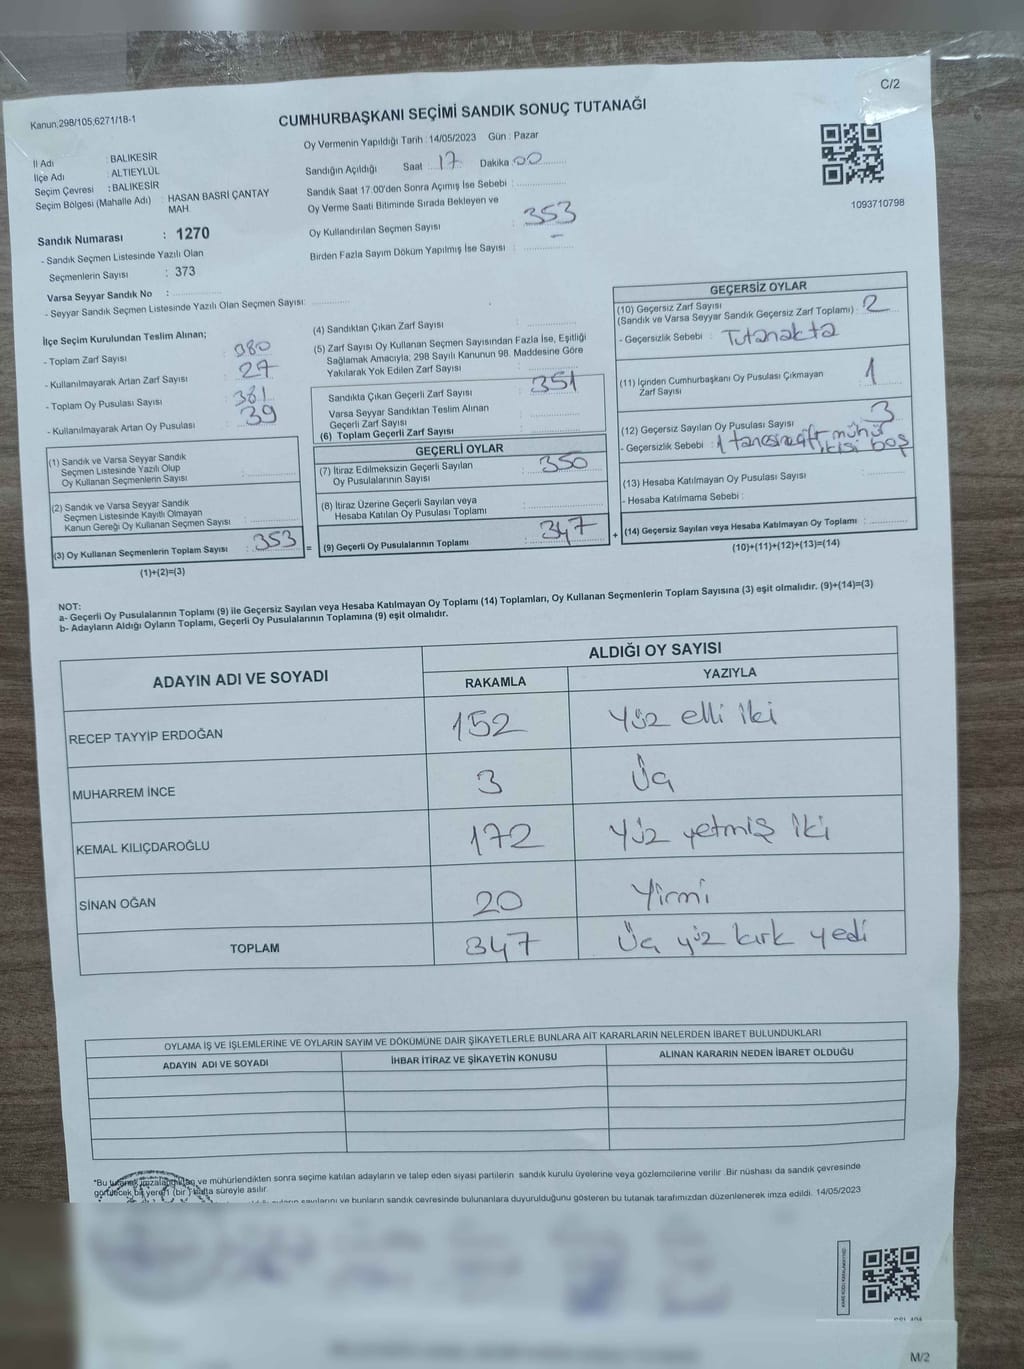 C/2
Kanun;298/105,6271/18-1
CUMHURBAŞKANI SEÇİMİ SANDIK SONUÇ TUTANAĞI
Oy Vermenin Yapıldığı Tarih : 14/05/2023 Gün : Pazar
İl Adı : BALIKESİR
İlçe Adı : ALTIEYLÜL
Seçim Çevresi : BALIKESİR
Seçim Bölgesi (Mahalle Adı) : HASAN BASRİ ÇANTAY MAH.
Sandık Numarası : 1270
- Sandık Seçmen Listesinde Yazılı Olan
Seçmenlerin Sayısı : 373
Varsa Seyyar Sandık No :
- Seyyar Sandık Seçmen Listesinde Yazılı Olan Seçmen Sayısı:
Sandığın Açıldığı Saat : 17 Dakika 00
Sandık Saat 17.00'den Sonra Açımış İse Sebebi :
Oy Verme Saati Bitiminde Sırada Bekleyen ve
Oy Kullandırılan Seçmen Sayısı : 353
Birden Fazla Sayım Döküm Yapılmış İse Sayısı : -
1093710798
İlçe Seçim Kurulundan Teslim Alınan;
- Toplam Zarf Sayısı : 380
- Kullanılmayarak Artan Zarf Sayısı : 27
- Toplam Oy Pusulası Sayısı : 381
- Kullanılmayarak Artan Oy Pusulası : 39
(1) Sandık ve Varsa Seyyar Sandık
Seçmen Listesinde Yazılı Olup
Oy Kullanan Seçmenlerin Sayısı :
(2) Sandık ve Varsa Seyyar Sandık
Seçmen Listesinde Kayıtlı Olmayan
Kanun Gereği Oy Kullanan Seçmen Sayısı :
(3) Oy Kullanan Seçmenlerin Toplam Sayısı : 353 =
(1)+(2)=(3)
(4) Sandıktan Çıkan Zarf Sayısı :
(5) Zarf Sayısı Oy Kullanan Seçmen Sayısından Fazla İse, Eşitliği
Sağlamak Amacıyla; 298 Sayılı Kanunun 98. Maddesine Göre
Yakılarak Yok Edilen Zarf Sayısı :
Sandıkta Çıkan Geçerli Zarf Sayısı : 351
Varsa Seyyar Sandıktan Teslim Alınan
Geçerli Zarf Sayısı :
(6) Toplam Geçerli Zarf Sayısı :
GEÇERLİ OYLAR
(7) İtiraz Edilmeksizin Geçerli Sayılan
Oy Pusulalarının Sayısı : 350
(8) İtiraz Üzerine Geçerli Sayılan veya
Hesaba Katılan Oy Pusulası Toplamı :
(9) Geçerli Oy Pusulalarının Toplamı : 347 +
GEÇERSİZ OYLAR
(10) Geçersiz Zarf Sayısı
(Sandık ve Varsa Seyyar Sandık Geçersiz Zarf Toplamı) : 2
- Geçersizlik Sebebi : Tutanakta
(11) İçinden Cumhurbaşkanı Oy Pusulası Çıkmayan
Zarf Sayısı : 1
(12) Geçersiz Sayılan Oy Pusulası Sayısı : 3
- Geçersizlik Sebebi : 1 tanesine çift mühür ikisi boş
(13) Hesaba Katılmayan Oy Pusulası Sayısı :
- Hesaba Katılmama Sebebi :
(14) Geçersiz Sayılan veya Hesaba Katılmayan Oy Toplamı :
(10)+(11)+(12)+(13)=(14)
NOT:
a- Geçerli Oy Pusulalarının Toplamı (9) ile Geçersiz Sayılan veya Hesaba Katılmayan Oy Toplamı (14) Toplamları, Oy Kullanan Seçmenlerin Toplam Sayısına (3) eşit olmalıdır. (9)+(14)=(3)
b- Adayların Aldığı Oyların Toplamı, Geçerli Oy Pusulalarının Toplamına (9) eşit olmalıdır.
ADAYIN ADI VE SOYADI ALDIĞI OY SAYISI
RAKAMLA YAZIYLA
RECEP TAYYİP ERDOĞAN 152 Yüz elli iki
MUHARREM İNCE 3 Üç
KEMAL KILIÇDAROĞLU 172 Yüz yetmiş iki
SİNAN OĞAN 20 Yirmi
TOPLAM 347 Üç yüz kırk yedi
OYLAMA İŞ VE İŞLEMLERİNE VE OYLARIN SAYIM VE DÖKÜMÜNE DAİR ŞİKAYETLERLE BUNLARA AİT KARARLARIN NELERDEN İBARET BULUNDUKLARI
ADAYIN ADI VE SOYADI İHBAR İTİRAZ VE ŞİKAYETİN KONUSU ALINAN KARARIN NEDEN İBARET OLDUĞU
"Bu tutanak imzalandıktan ve mühürlendikten sonra seçime katılan adayların ve talep eden siyasi partilerin sandık kurulu üyelerine veya gözlemcilerine verilir. Bir nüshası da sandık çevresinde
görülecek bir yere 1 (bir ) hafta süreyle asılır.
sayılarını ve bunların sandık çevresinde bulunanlara duyurulduğunu gösteren bu tutanak tarafımızdan düzenlenerek imza edildi. 14/05/2023
M/2